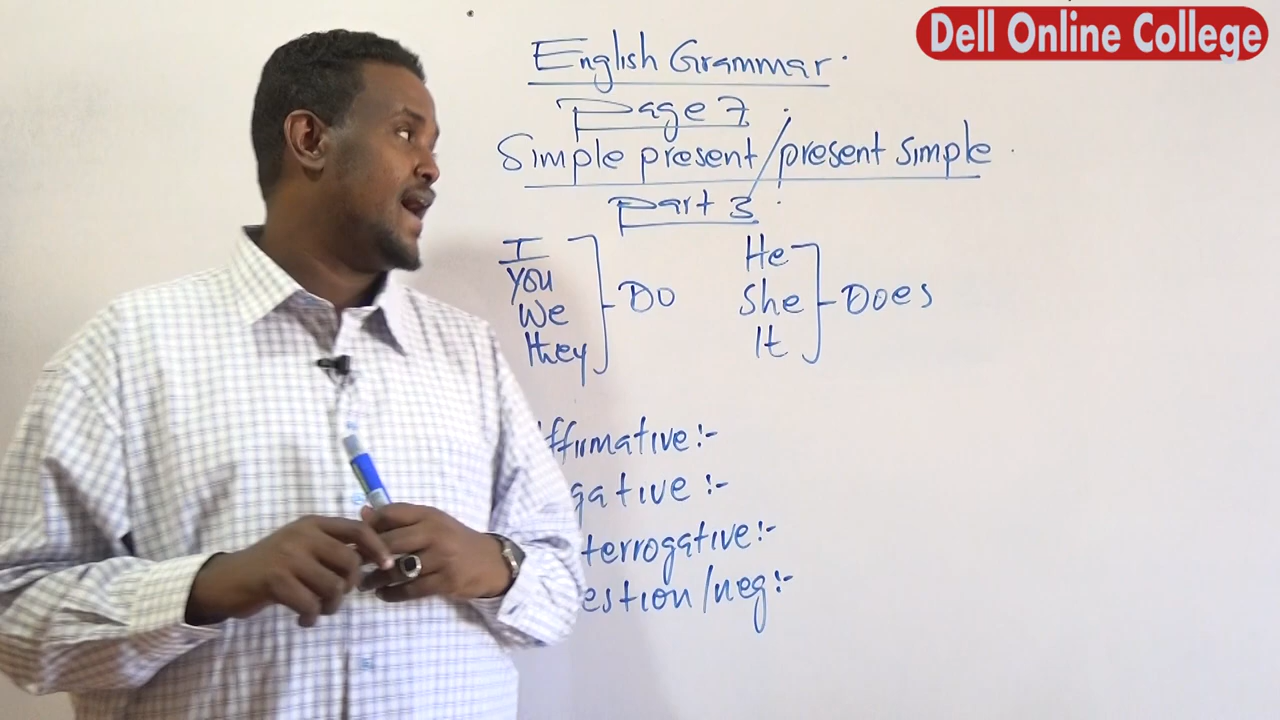 Dell Online College
English Grammar.
Page 7
Simple present/present simple
Part 3
I
You
We
they
Do
He
She
It
Does
ffirmative:-
gative:-
terrogative:-
estion/neg:-